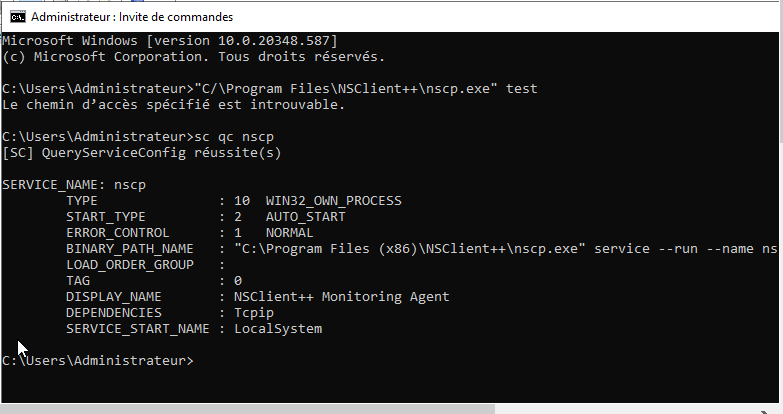 Administrateur : Invite de commandes
Microsoft Windows [version 10.0.20348.587]
(c) Microsoft Corporation. Tous droits réservés.
C:\Users\Administrateur>"C/\Program Files\NSClient++\nscp.exe" test
Le chemin d’accès spécifié est introuvable.
C:\Users\Administrateur>sc qc nscp
[SC] QueryServiceConfig réussite(s)
SERVICE_NAME: nscp
TYPE : 10 WIN32_OWN_PROCESS
START_TYPE : 2 AUTO_START
ERROR_CONTROL : 1 NORMAL
BINARY_PATH_NAME : "C:\Program Files (x86)\NSClient++\nscp.exe" service --run --name ns
LOAD_ORDER_GROUP :
TAG : 0
DISPLAY_NAME : NSClient++ Monitoring Agent
DEPENDENCIES : Tcpip
SERVICE_START_NAME : LocalSystem
C:\Users\Administrateur>